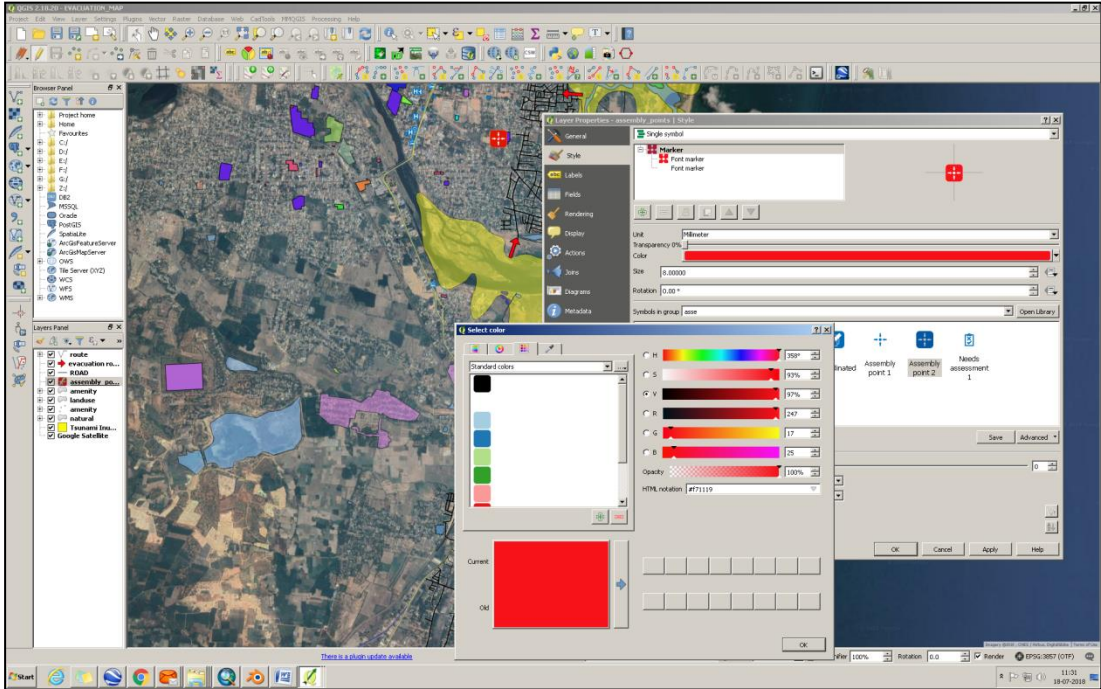 QGIS 2.18.20 - EVACUATION_MAP
Project Edit View Layer Settings Plugins Vector Raster Database Web CadTools MMQGIS Processing Help
Browser Panel
Project home
Home
Favourites
C:/
D:/
E:/
F:/
G:/
Z:/
DB2
MSSQL
Oracle
PostGIS
SpatiaLite
ArcGisFeatureServer
ArcGisMapServer
OWS
Tile Server (XYZ)
WCS
WFS
WMS
Layers Panel
route
evacuation ro...
ROAD
assembly_po...
amenity
landuse
amenity
natural
Tsunami Inu...
Google Satellite
Layer Properties - assembly_points | Style
General
Style
Labels
Fields
Rendering
Display
Actions
Joins
Diagrams
Metadata
Single symbol
Marker
Font marker
Font marker
Unit Millimeter
Transparency 0%
Color
Size 8.00000
Rotation 0.00 °
Symbols in group asse Open Library
Assembly point 1
Assembly point 2
Needs assessment 1
Save Advanced
0
OK Cancel Apply Help
Select color
Standard colors
H 358°
S 93%
V 97%
R 247
G 17
B 25
Opacity 100%
HTML notation #f71119
Current
Old
OK
There is a plugin update available
100% Rotation 0.0 Render EPSG:3857 (OTF)
Start
11:31
18-07-2018